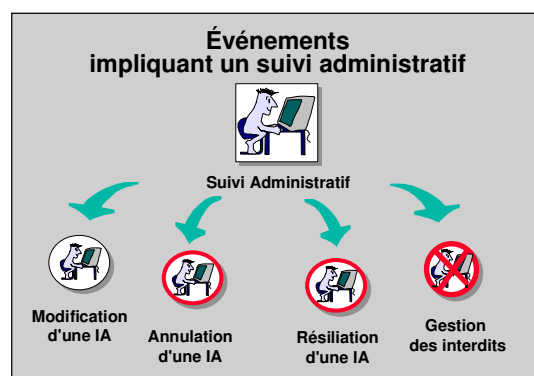 Événements
impliquant un suivi administratif
Suivi Administratif
Modification
d'une IA
Annulation
d'une IA
Résiliation
d'une IA
Gestion
des interdits